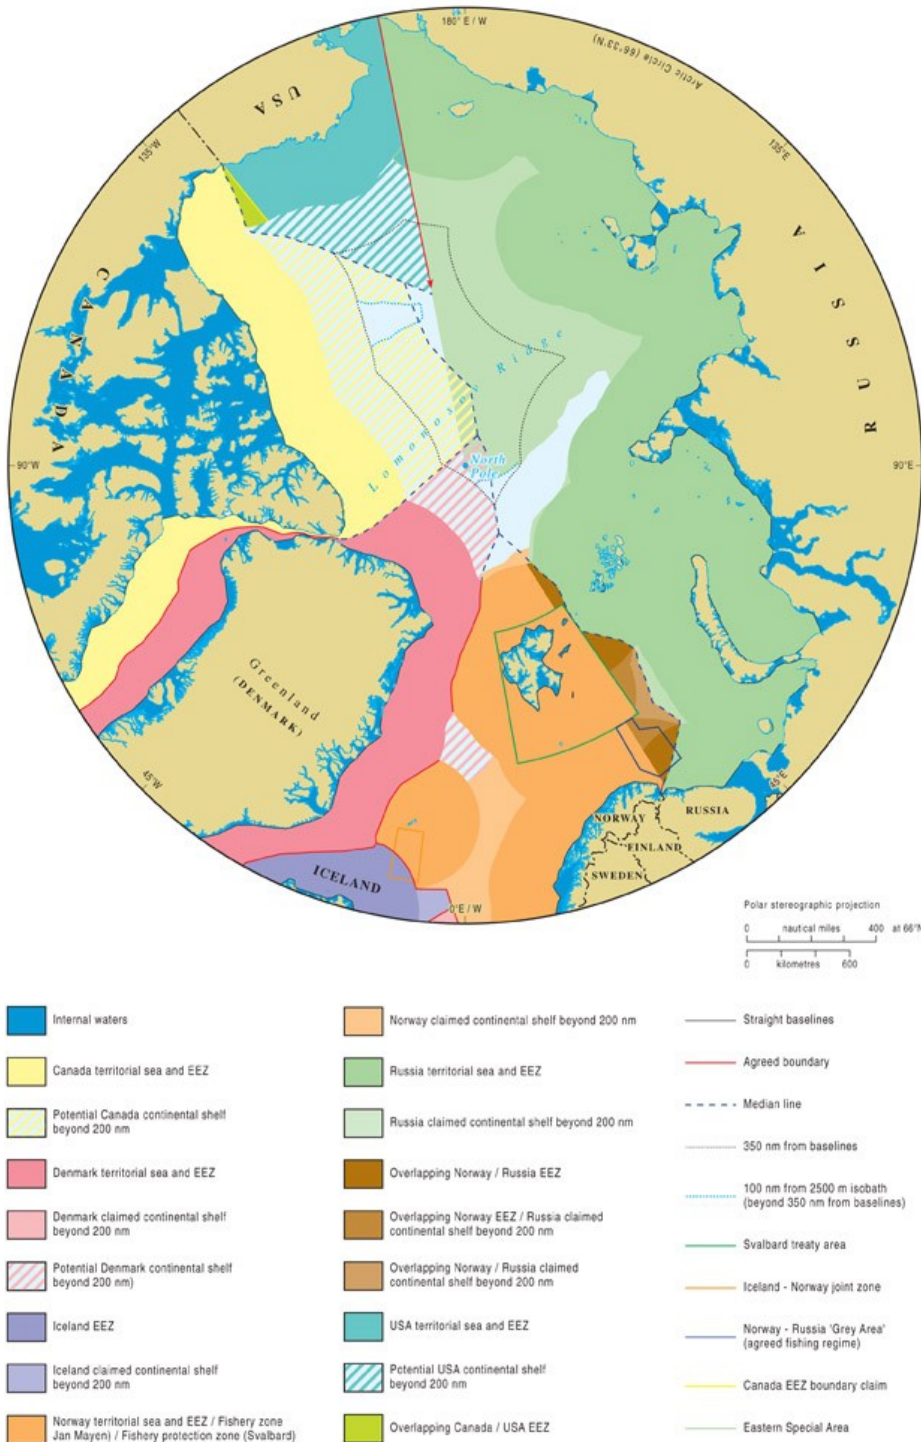 180° E / W
Arctic Circle (66°33'N)
USA
135°W
135°E
CANADA
RUSSIA
Lomonosov Ridge
90°W
North
Pole
90°E
Greenland
(DENMARK)
45°W
45°E
NORWAY
RUSSIA
FINLAND
SWEDEN
ICELAND
0°E / W
Polar stereographic projection
0 nautical miles 400 at 66°N
0 kilometres 600
Internal waters
Canada territorial sea and EEZ
Potential Canada continental shelf
beyond 200 nm
Denmark territorial sea and EEZ
Denmark claimed continental shelf
beyond 200 nm
Potential Denmark continental shelf
beyond 200 nm)
Iceland EEZ
Iceland claimed continental shelf
beyond 200 nm
Norway territorial sea and EEZ / Fishery zone
Jan Mayen) / Fishery protection zone (Svalbard)
Norway claimed continental shelf beyond 200 nm
Russia territorial sea and EEZ
Russia claimed continental shelf beyond 200 nm
Overlapping Norway / Russia EEZ
Overlapping Norway EEZ / Russia claimed
continental shelf beyond 200 nm
Overlapping Norway / Russia claimed
continental shelf beyond 200 nm
USA territorial sea and EEZ
Potential USA continental shelf
beyond 200 nm
Overlapping Canada / USA EEZ
Straight baselines
Agreed boundary
Median line
350 nm from baselines
100 nm from 2500 m isobath
(beyond 350 nm from baselines)
Svalbard treaty area
Iceland - Norway joint zone
Norway - Russia 'Grey Area'
(agreed fishing regime)
Canada EEZ boundary claim
Eastern Special Area